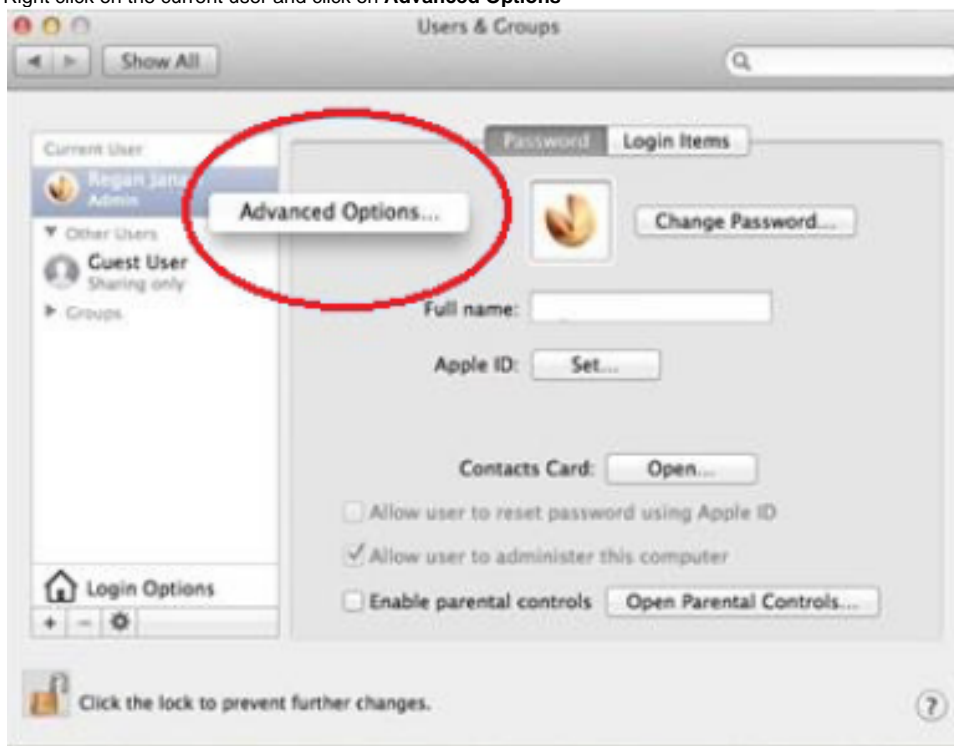 Right click on the current user and click on Advanced Options
Users & Groups
Show All
Current User
Password
Login Items
Regan
Admin
Advanced Options...
Change Password...
Other Users
Guest User
Sharing only
Groups
Full name:
Apple ID:
Set...
Contacts Card:
Open...
Allow user to reset password using Apple ID
Allow user to administer this computer
Login Options
Enable parental controls
Open Parental Controls...
+ -
Click the lock to prevent further changes.
?